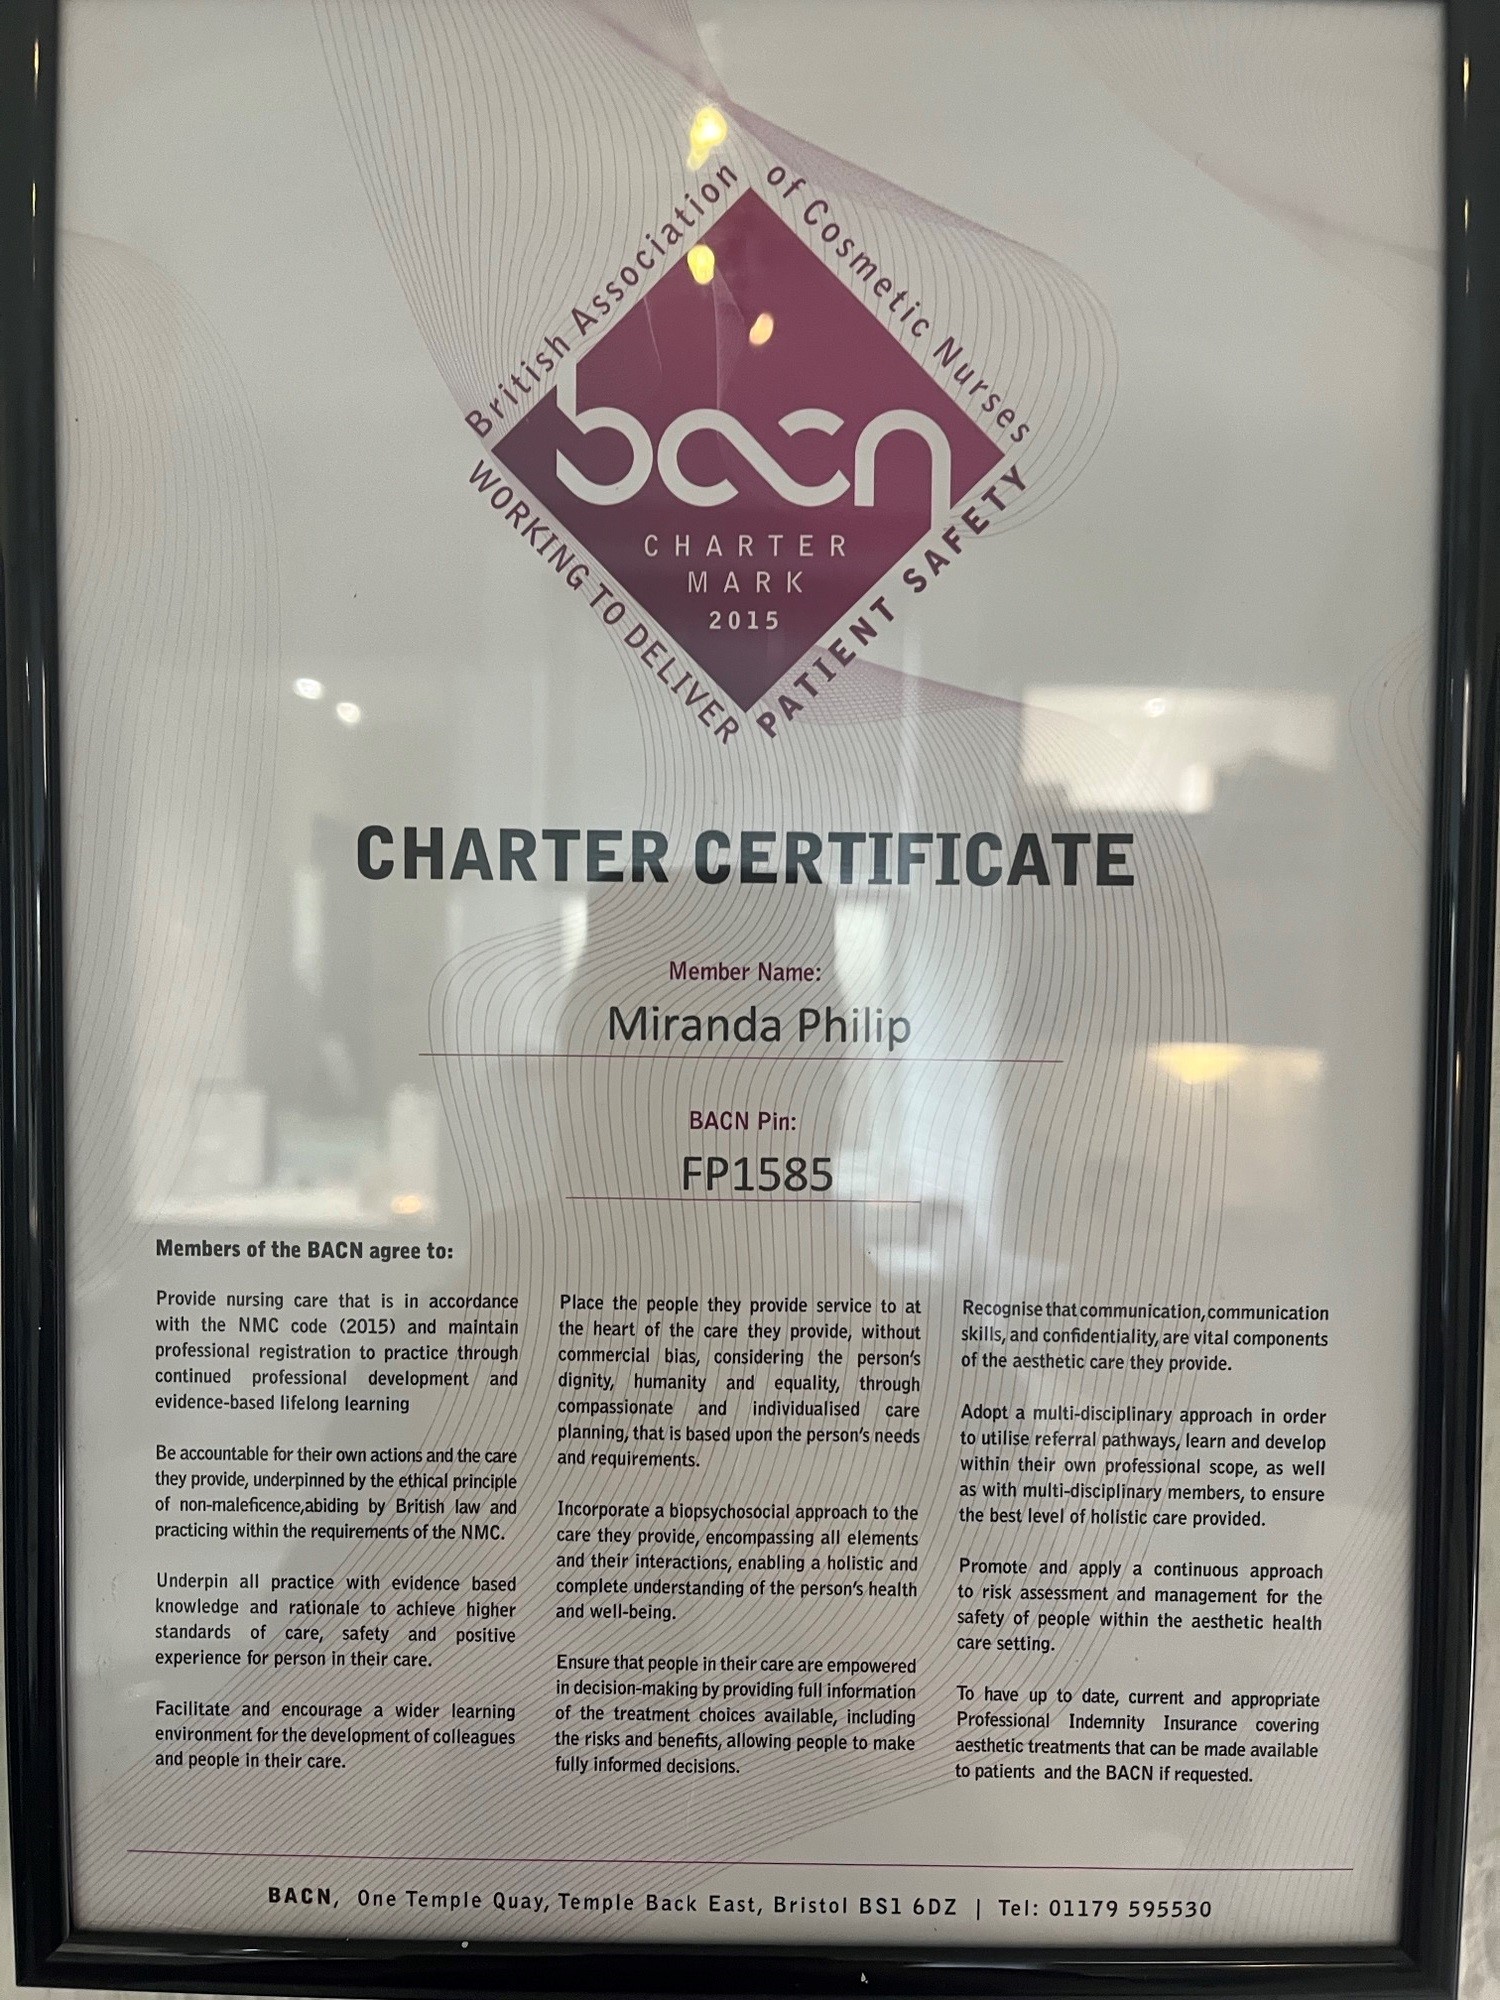 British Association of Cosmetic Nurses
bacn
CHARTER
MARK
2015
WORKING TO DELIVER PATIENT SAFETY
CHARTER CERTIFICATE
Member Name:
Miranda Philip
BACN Pin:
FP1585
Members of the BACN agree to:
Provide nursing care that is in accordance
with the NMC code (2015) and maintain
professional registration to practice through
continued professional development and
evidence-based lifelong learning
Be accountable for their own actions and the care
they provide, underpinned by the ethical principle
of non-maleficence,abiding by British law and
practicing within the requirements of the NMC.
Underpin all practice with evidence based
knowledge and rationale to achieve higher
standards of care, safety and positive
experience for person in their care.
Facilitate and encourage a wider learning
environment for the development of colleagues
and people in their care.
Place the people they provide service to at
the heart of the care they provide, without
commercial bias, considering the person's
dignity, humanity and equality, through
compassionate and individualised care
planning, that is based upon the person's needs
and requirements.
Incorporate a biopsychosocial approach to the
care they provide, encompassing all elements
and their interactions, enabling a holistic and
complete understanding of the person's health
and well-being.
Ensure that people in their care are empowered
in decision-making by providing full information
of the treatment choices available, including
the risks and benefits, allowing people to make
fully informed decisions.
Recognise that communication, communication
skills, and confidentiality, are vital components
of the aesthetic care they provide.
Adopt a multi-disciplinary approach in order
to utilise referral pathways, learn and develop
within their own professional scope, as well
as with multi-disciplinary members, to ensure
the best level of holistic care provided.
Promote and apply a continuous approach
to risk assessment and management for the
safety of people within the aesthetic health
care setting.
To have up to date, current and appropriate
Professional Indemnity Insurance covering
aesthetic treatments that can be made available
to patients and the BACN if requested.
BACN, One Temple Quay, Temple Back East, Bristol BS1 6DZ | Tel: 01179 595530